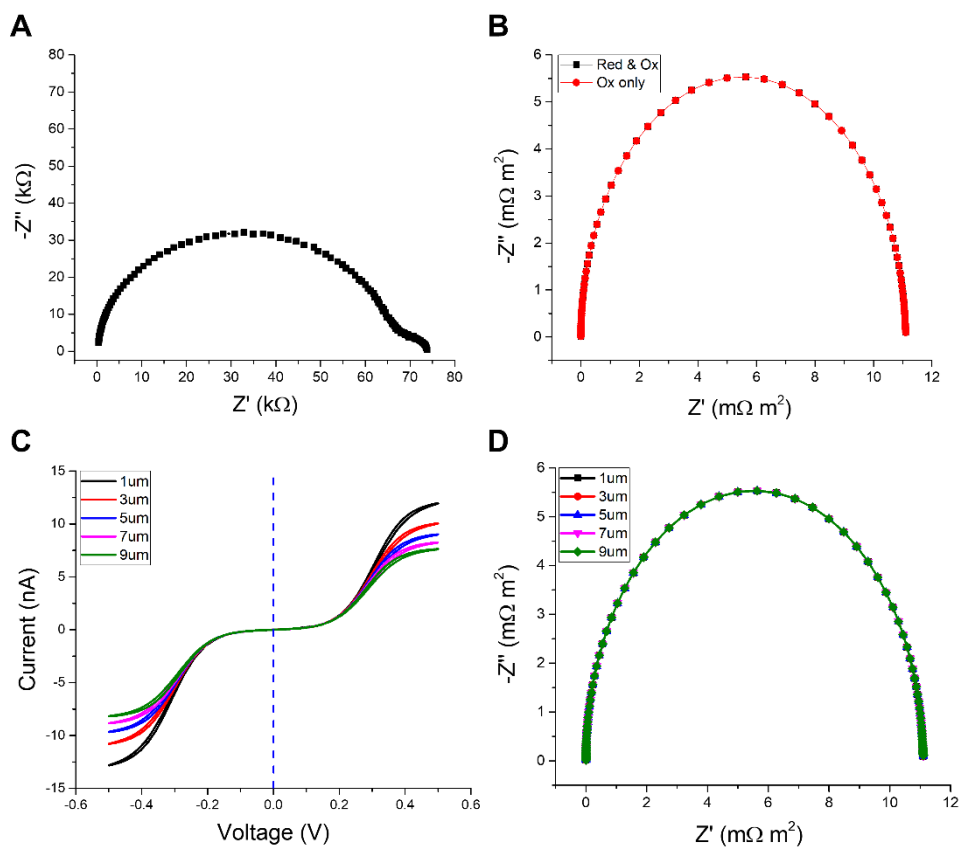 A
80
70
60
50
40
30
20
10
0
-Z" (kΩ)
0 10 20 30 40 50 60 70 80
Z' (kΩ)
B
Red & Ox
Ox only
6
5
4
3
2
1
0
-Z" (mΩ m²)
0 2 4 6 8 10 12
Z' (mΩ m²)
C
1um
3um
5um
7um
9um
15
10
5
0
-5
-10
-15
Current (nA)
-0.6 -0.4 -0.2 0.0 0.2 0.4 0.6
Voltage (V)
D
1um
3um
5um
7um
9um
6
5
4
3
2
1
0
-Z" (mΩ m²)
0 2 4 6 8 10 12
Z' (mΩ m²)